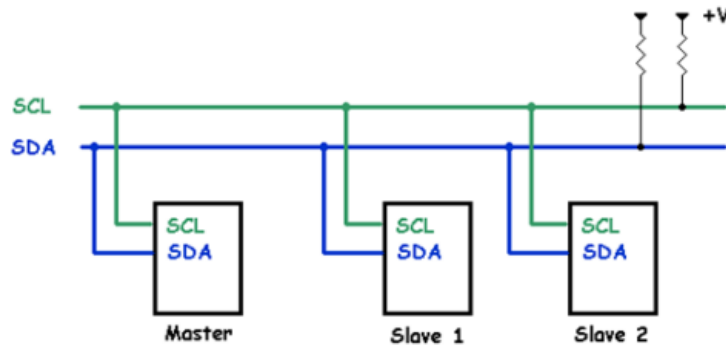 +V
SCL
SDA
SCL
SDA
SCL
SDA
SCL
SDA
Master
Slave 1
Slave 2